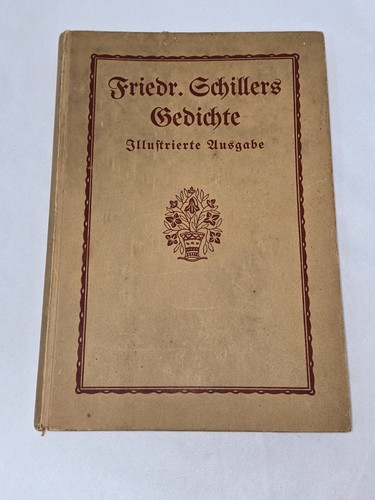 Friedr. Schillers
Gedichte
Illustrierte Ausgabe